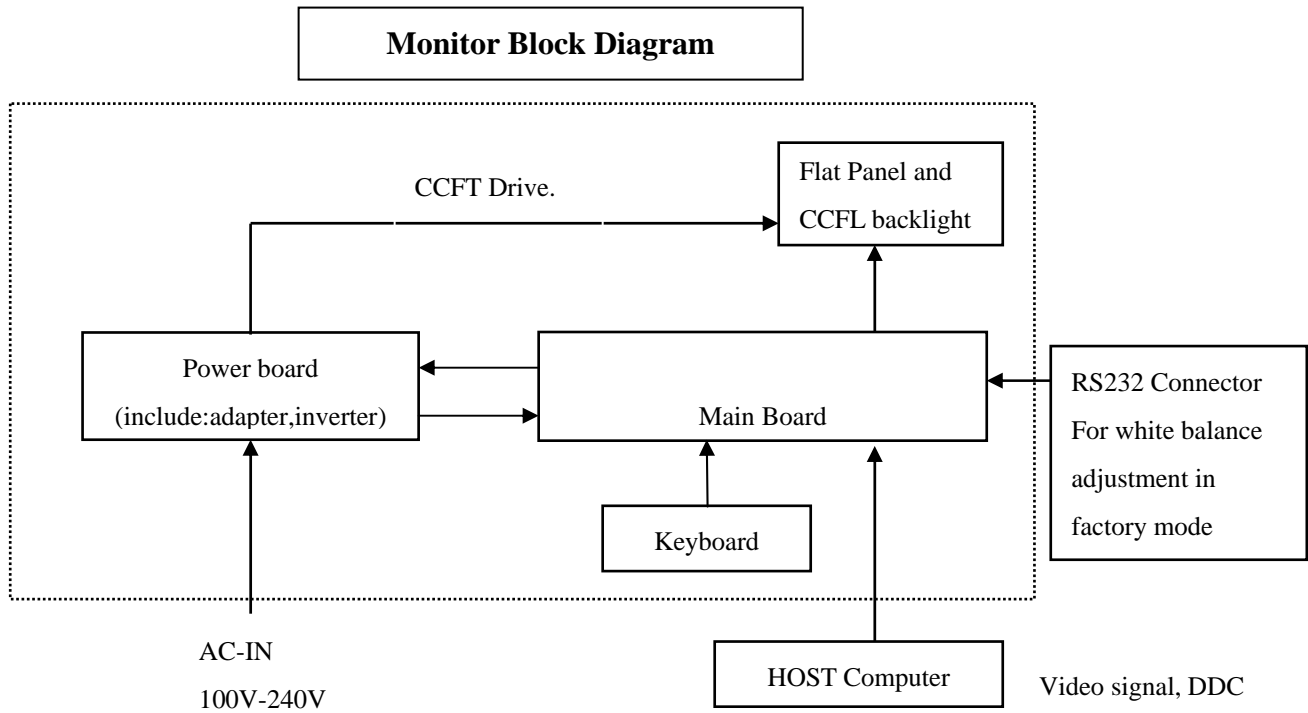 Monitor Block Diagram
CCFT Drive.
Flat Panel and
CCFL backlight
Power board
(include:adapter,inverter)
Main Board
RS232 Connector
For white balance
adjustment in
factory mode
Keyboard
AC-IN
100V-240V
HOST Computer
Video signal, DDC